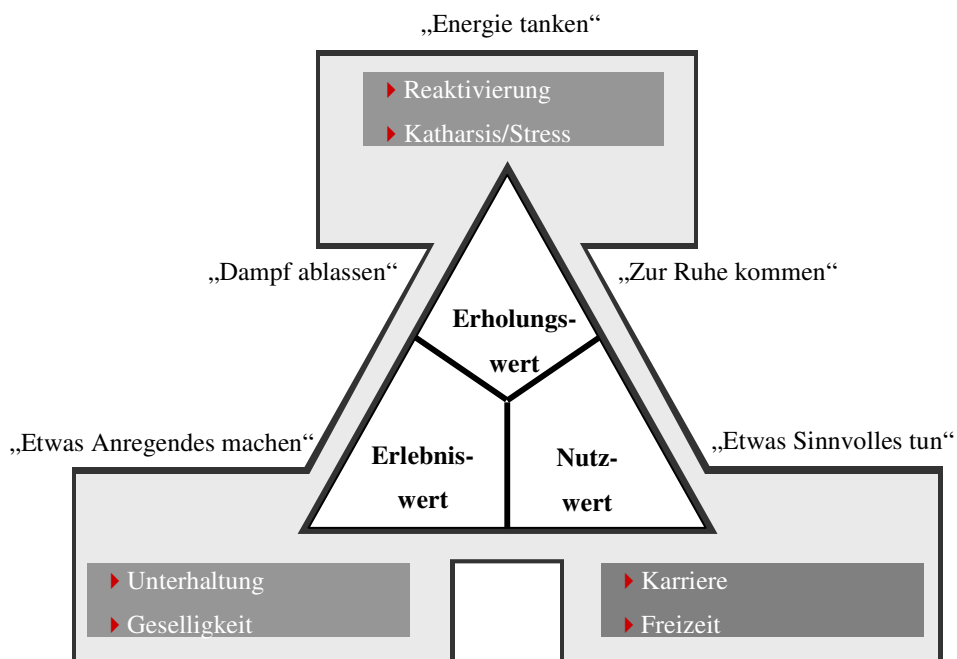 „Energie tanken“
Reaktivierung
Katharsis/Stress
„Dampf ablassen“
„Zur Ruhe kommen“
Erholungs-
wert
„Etwas Anregendes machen“
„Etwas Sinnvolles tun“
Erlebnis-
wert
Nutz-
wert
Unterhaltung
Geselligkeit
Karriere
Freizeit